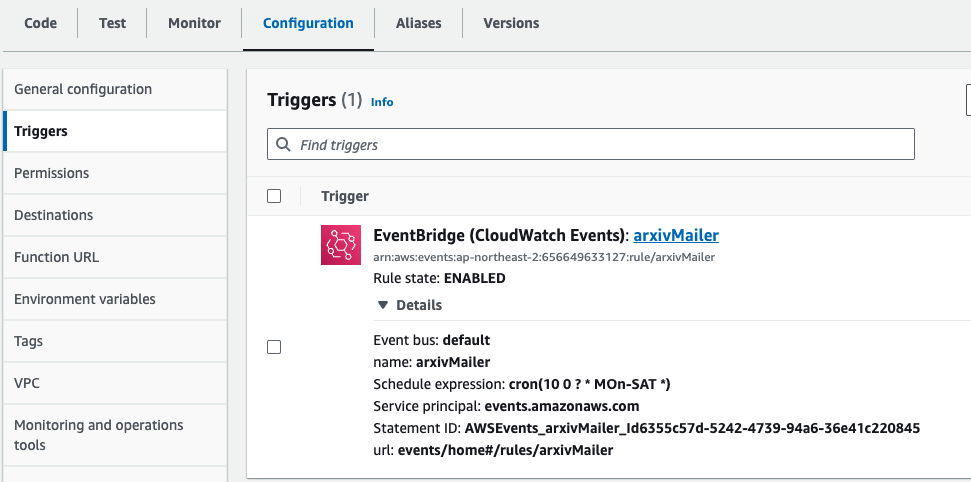 Code Test Monitor Configuration Aliases Versions
General configuration
Triggers
Permissions
Destinations
Function URL
Environment variables
Tags
VPC
Monitoring and operations
tools
Triggers (1) Info
Find triggers
Trigger
EventBridge (CloudWatch Events): arxivMailer
arn:aws:events:ap-northeast-2:656649633127:rule/arxivMailer
Rule state: ENABLED
Details
Event bus: default
name: arxivMailer
Schedule expression: cron(10 0 ? * MOn-SAT *)
Service principal: events.amazonaws.com
Statement ID: AWSEvents_arxivMailer_Id6355c57d-5242-4739-94a6-36e41c220845
url: events/home#/rules/arxivMailer